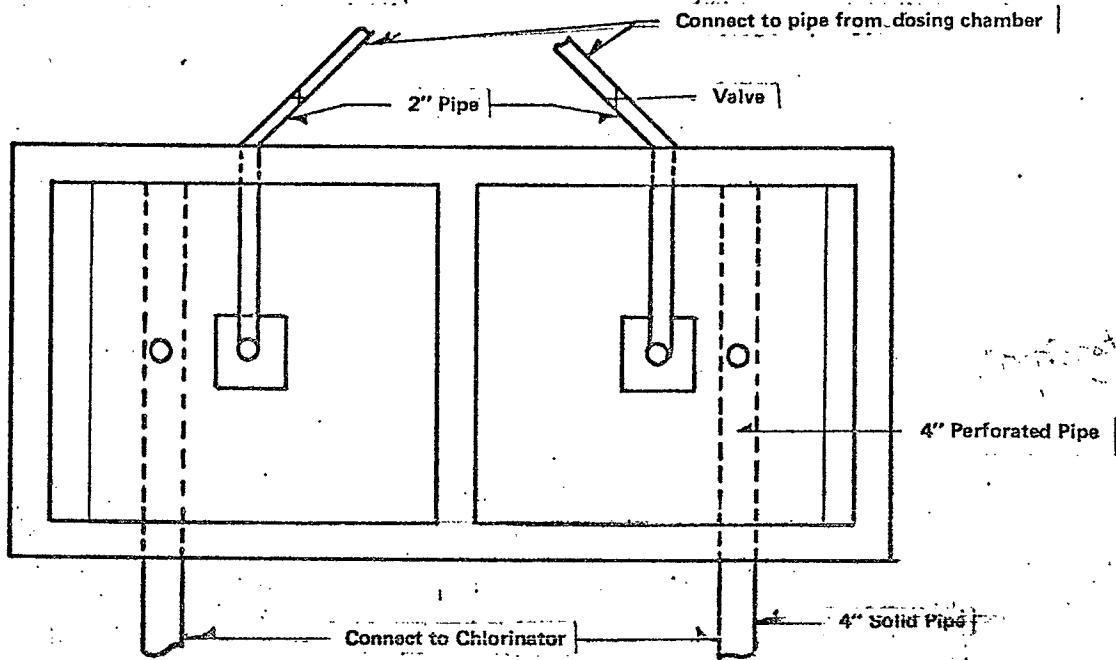 Connect to pipe from dosing chamber
2" Pipe
Valve
4" Perforated Pipe
4" Solid Pipe
Connect to Chlorinator